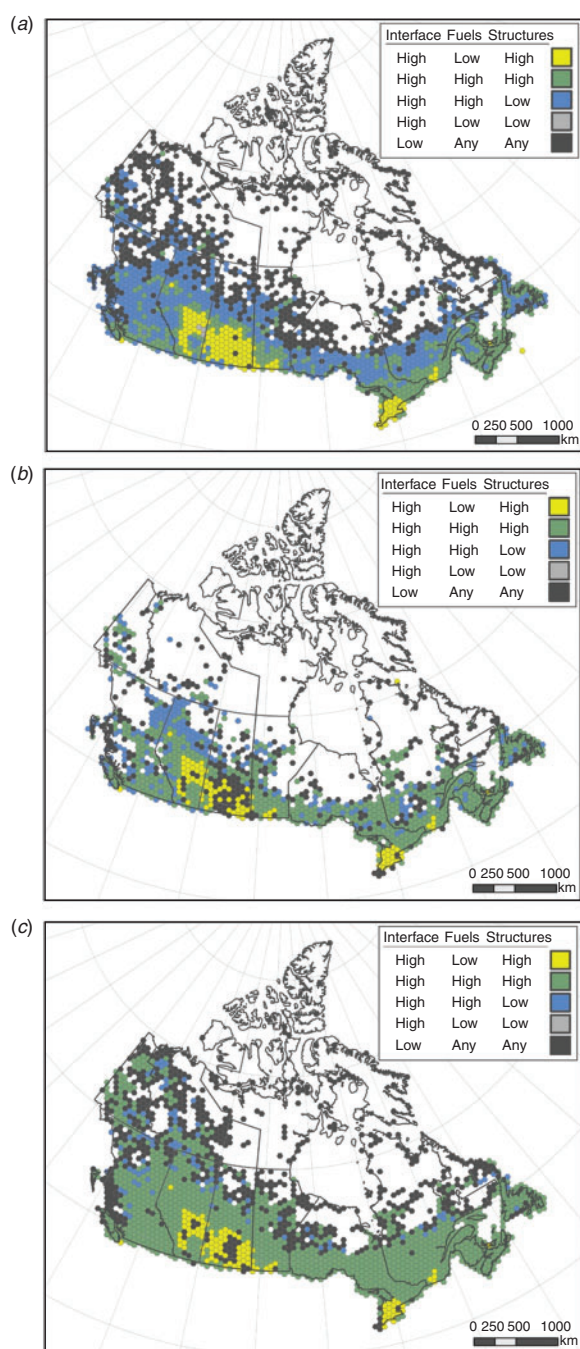 (a)
Interface Fuels Structures
High Low High
High High High
High High Low
High Low Low
Low Any Any
0 250 500 1000
km
(b)
Interface Fuels Structures
High Low High
High High High
High High Low
High Low Low
Low Any Any
0 250 500 1000
km
(c)
Interface Fuels Structures
High Low High
High High High
High High Low
High Low Low
Low Any Any
0 250 500 1000
km